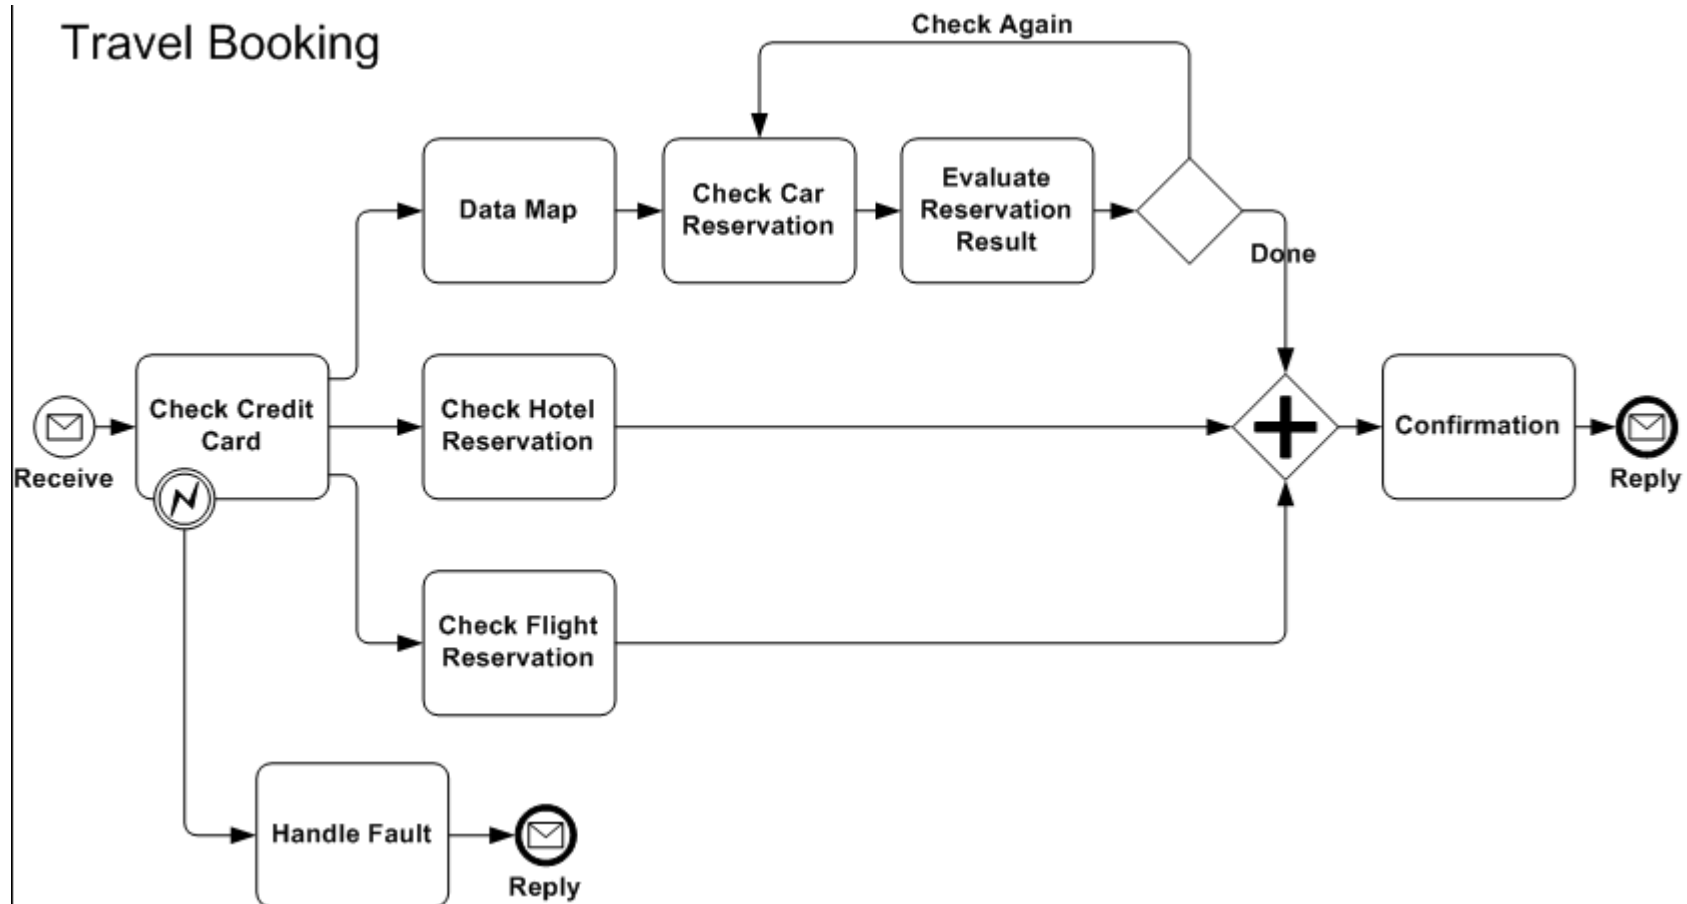 Travel Booking
Check Again
Data Map
Check Car
Reservation
Evaluate
Reservation
Result
Done
Receive
Check Credit
Card
Check Hotel
Reservation
Confirmation
Reply
Check Flight
Reservation
Handle Fault
Reply